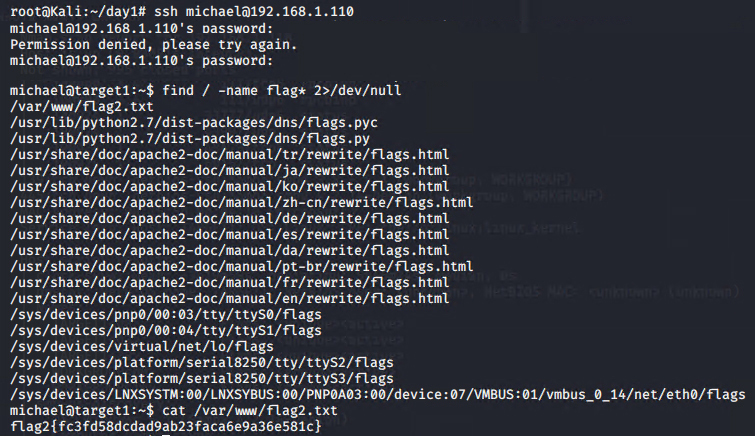 root@Kali:~/day1# ssh michael@192.168.1.110
michael@192.168.1.110's password:
Permission denied, please try again.
michael@192.168.1.110's password:
michael@target1:~$ find / -name flag* 2>/dev/null
/var/www/flag2.txt
/usr/lib/python2.7/dist-packages/dns/flags.pyc
/usr/lib/python2.7/dist-packages/dns/flags.py
/usr/share/doc/apache2-doc/manual/tr/rewrite/flags.html
/usr/share/doc/apache2-doc/manual/ja/rewrite/flags.html
/usr/share/doc/apache2-doc/manual/ko/rewrite/flags.html
/usr/share/doc/apache2-doc/manual/zh-cn/rewrite/flags.html
/usr/share/doc/apache2-doc/manual/de/rewrite/flags.html
/usr/share/doc/apache2-doc/manual/es/rewrite/flags.html
/usr/share/doc/apache2-doc/manual/da/rewrite/flags.html
/usr/share/doc/apache2-doc/manual/pt-br/rewrite/flags.html
/usr/share/doc/apache2-doc/manual/fr/rewrite/flags.html
/usr/share/doc/apache2-doc/manual/en/rewrite/flags.html
/sys/devices/pnp0/00:03/tty/ttyS0/flags
/sys/devices/pnp0/00:04/tty/ttyS1/flags
/sys/devices/virtual/net/lo/flags
/sys/devices/platform/serial8250/tty/ttyS2/flags
/sys/devices/platform/serial8250/tty/ttyS3/flags
/sys/devices/LNXSYSTM:00/LNXSYBUS:00/PNP0A03:00/device:07/VMBUS:01/vmbus_0_14/net/eth0/flags
michael@target1:~$ cat /var/www/flag2.txt
flag2{fc3fd58dcdad9ab23faca6e9a36e581c}